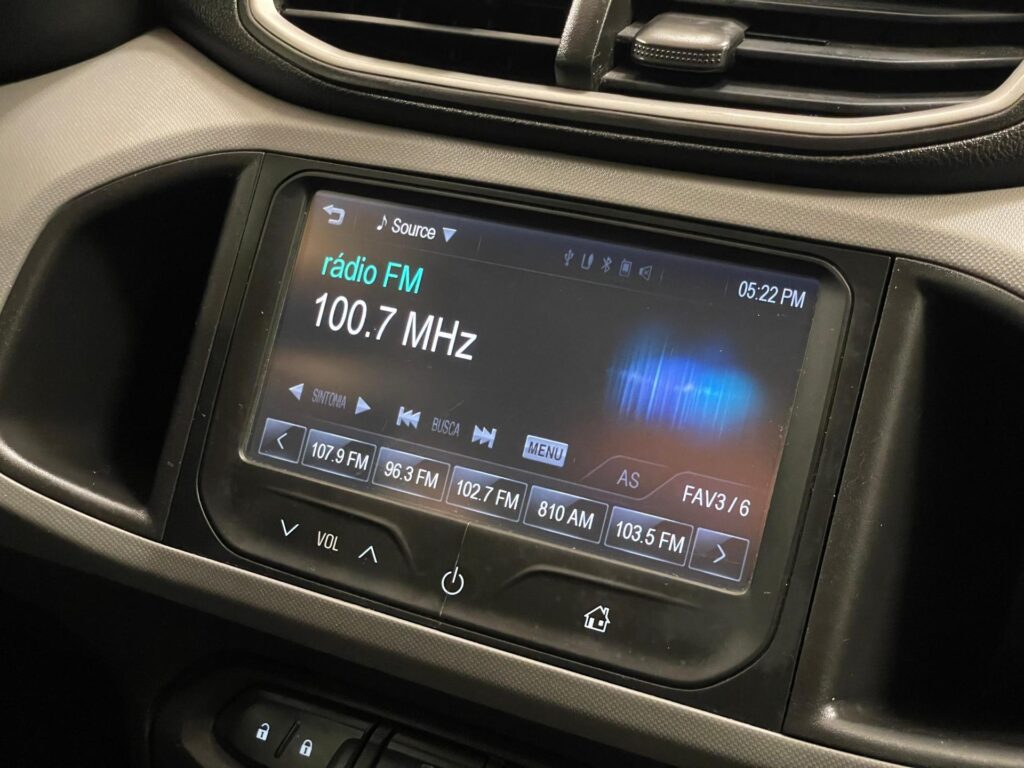 Source
05:22 PM
rádio FM
100.7 MHz
SINTONIA
BUSCA
MENU
AS
FAV3 / 6
107.9 FM
96.3 FM
102.7 FM
810 AM
103.5 FM
VOL